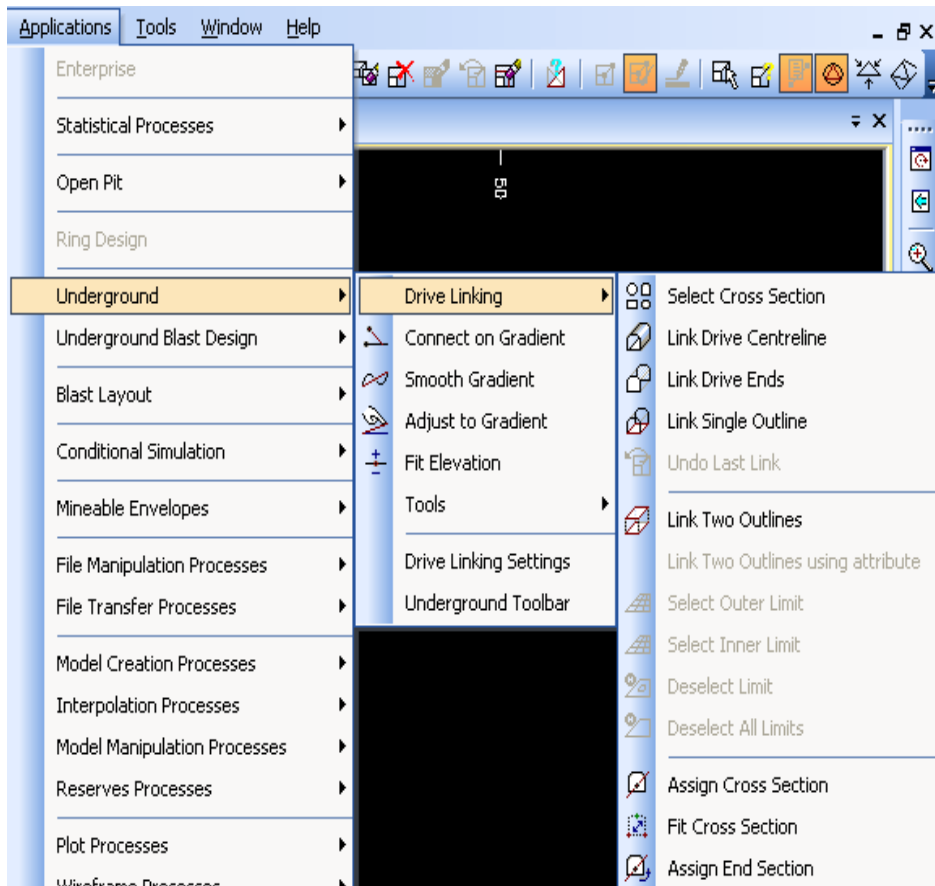 Applications Tools Window Help
Enterprise
Statistical Processes
Open Pit
Ring Design
Underground
Underground Blast Design
Blast Layout
Conditional Simulation
Mineable Envelopes
File Manipulation Processes
File Transfer Processes
Model Creation Processes
Interpolation Processes
Model Manipulation Processes
Reserves Processes
Plot Processes
Wireframe Processes
50
Drive Linking
Connect on Gradient
Smooth Gradient
Adjust to Gradient
Fit Elevation
Tools
Drive Linking Settings
Underground Toolbar
Select Cross Section
Link Drive Centreline
Link Drive Ends
Link Single Outline
Undo Last Link
Link Two Outlines
Link Two Outlines using attribute
Select Outer Limit
Select Inner Limit
Deselect Limit
Deselect All Limits
Assign Cross Section
Fit Cross Section
Assign End Section